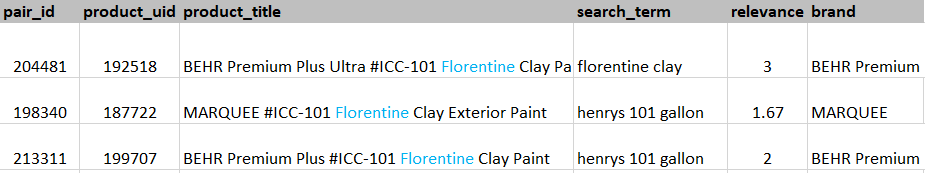 pair_id product_uid product_title search_term relevance brand
204481 192518 BEHR Premium Plus Ultra #ICC-101 Florentine Clay Pa florentine clay 3 BEHR Premium
198340 187722 MARQUEE #ICC-101 Florentine Clay Exterior Paint henrys 101 gallon 1.67 MARQUEE
213311 199707 BEHR Premium Plus #ICC-101 Florentine Clay Paint henrys 101 gallon 2 BEHR Premium